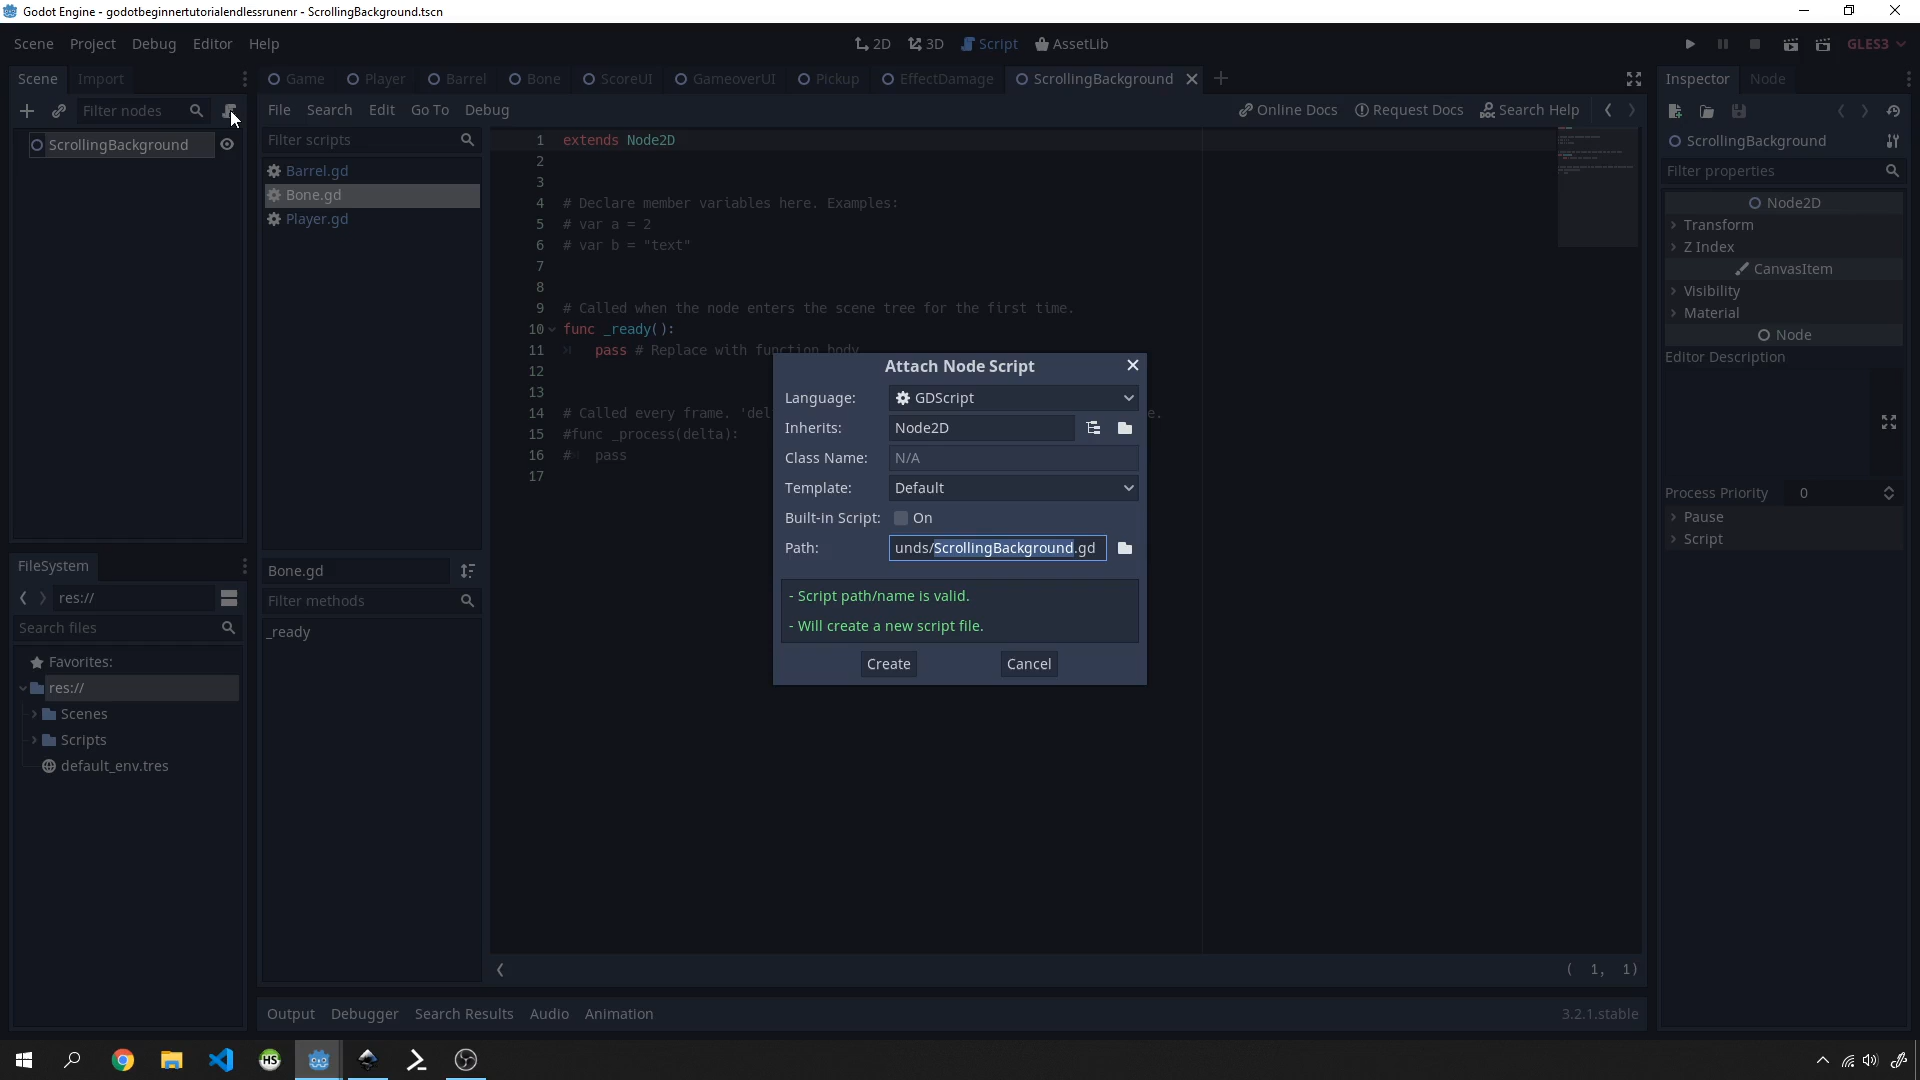 Godot Engine - godotbeginnertutorialendlessrunenr - ScrollingBackground.tscn
Scene Project Debug Editor Help
2D 3D Script AssetLib
GLES3
Scene Import
Game Player Barrel Bone ScoreUI GameoverUI Pickup EffectDamage ScrollingBackground
Inspector Node
Filter nodes
File Search Edit Go To Debug
Online Docs Request Docs Search Help
ScrollingBackground
Filter scripts
Barrel.gd
Bone.gd
Player.gd
1 extends Node2D
2
3
4 # Declare member variables here. Examples:
5 # var a = 2
6 # var b = "text"
7
8
9 # Called when the node enters the scene tree for the first time.
10 func _ready():
11 pass # Replace with function body
12
13
14 # Called every frame. 'del e.
15 #func _process(delta):
16 # pass
17
Attach Node Script
Language: GDScript
Inherits: Node2D
Class Name: N/A
Template: Default
Built-in Script: On
Path: unds/ScrollingBackground.gd
- Script path/name is valid.
- Will create a new script file.
Create Cancel
ScrollingBackground
Filter properties
Node2D
Transform
Z Index
CanvasItem
Visibility
Material
Node
Editor Description
Process Priority 0
Pause
Script
FileSystem
res://
Search files
Favorites:
res://
Scenes
Scripts
default_env.tres
Bone.gd
Filter methods
_ready
( 1, 1)
Output Debugger Search Results Audio Animation
3.2.1.stable
HS